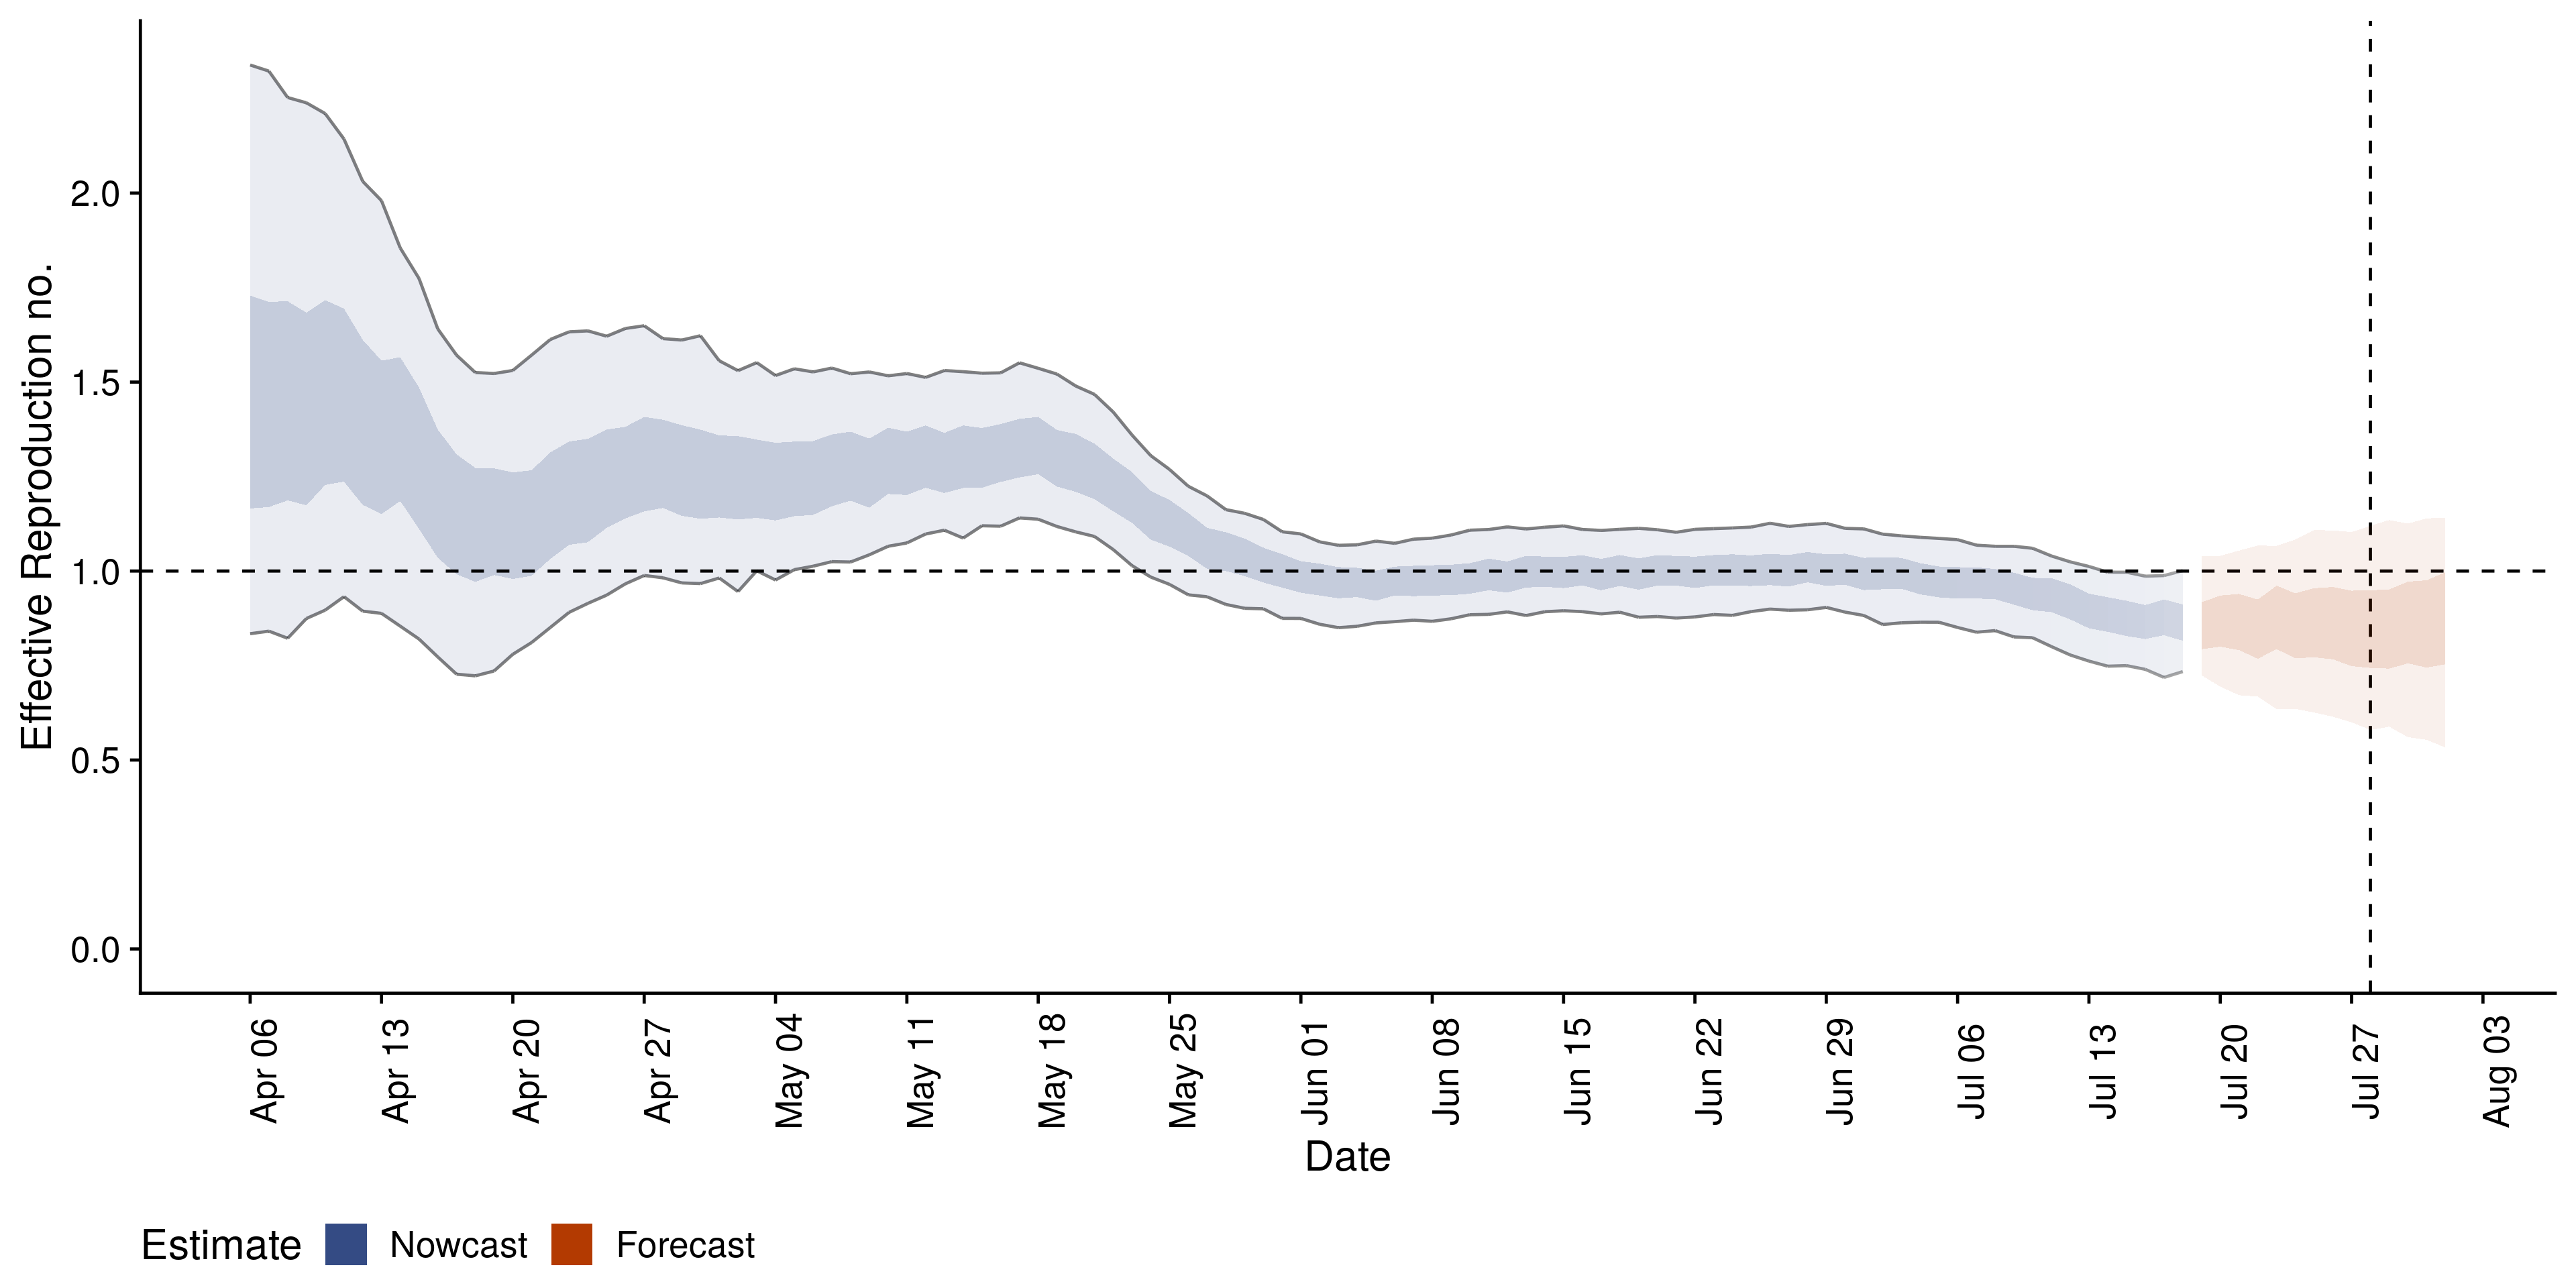 Effective Reproduction no.
2.0
1.5
1.0
0.5
0.0
Apr 06
Apr 13
Apr 20
Apr 27
May 04
May 11
May 18
May 25
Jun 01
Jun 08
Jun 15
Jun 22
Jun 29
Jul 06
Jul 13
Jul 20
Jul 27
Aug 03
Date
Estimate Nowcast Forecast